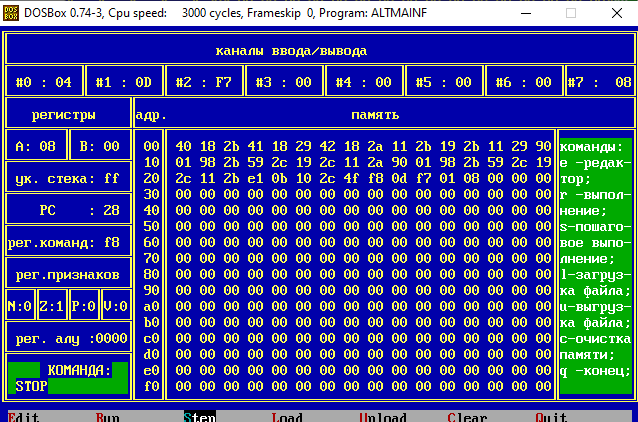 DOSBox 0.74-3, Cpu speed: 3000 cycles, Frameskip 0, Program: ALTMAINF
каналы ввода/вывода
#0 : 04 #1 : 0D #2 : F7 #3 : 00 #4 : 00 #5 : 00 #6 : 00 #7 : 08
регистры адр. память
A: 08 B: 00 00 40 18 2b 41 18 29 42 18 2a 11 2b 19 2b 11 29 90 команды:
10 01 98 2b 59 2c 19 2c 11 2a 90 01 98 2b 59 2c 19 e -редак-
ук. стека: ff 20 2c 11 2b e1 0b 10 2c 4f f8 0d f7 01 08 00 00 00 тор;
30 00 00 00 00 00 00 00 00 00 00 00 00 00 00 00 00 r -выпол-
PC : 28 40 00 00 00 00 00 00 00 00 00 00 00 00 00 00 00 00 нение;
50 00 00 00 00 00 00 00 00 00 00 00 00 00 00 00 00 s-пошаго
рег.команд: f8 60 00 00 00 00 00 00 00 00 00 00 00 00 00 00 00 00 вое выпо-
70 00 00 00 00 00 00 00 00 00 00 00 00 00 00 00 00 лнение;
рег.признаков 80 00 00 00 00 00 00 00 00 00 00 00 00 00 00 00 00 l-загруз-
90 00 00 00 00 00 00 00 00 00 00 00 00 00 00 00 00 ка файла;
N:0 Z:1 P:0 V:0 a0 00 00 00 00 00 00 00 00 00 00 00 00 00 00 00 00 u-выгруз-
b0 00 00 00 00 00 00 00 00 00 00 00 00 00 00 00 00 ка файла;
рег. алу :0000 c0 00 00 00 00 00 00 00 00 00 00 00 00 00 00 00 00 c-очистка
d0 00 00 00 00 00 00 00 00 00 00 00 00 00 00 00 00 памяти;
КОМАНДА: e0 00 00 00 00 00 00 00 00 00 00 00 00 00 00 00 00 q -конец;
STOP f0 00 00 00 00 00 00 00 00 00 00 00 00 00 00 00 00
Edit Run Step Load Upload Clear Quit